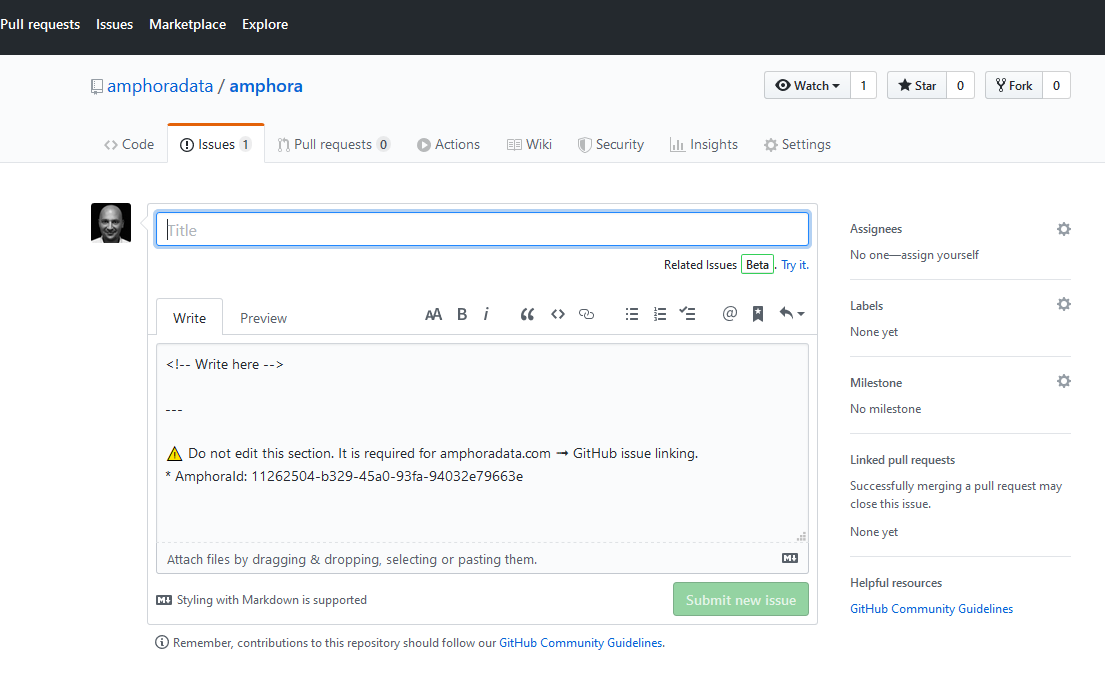 Pull requests Issues Marketplace Explore
amphoradata / amphora
Watch 1 Star 0 Fork 0
Code Issues 1 Pull requests 0 Actions Wiki Security Insights Settings
Title
Related Issues Beta. Try it.
Write Preview
AA B i “ <> @
<!-- Write here -->
---
⚠ Do not edit this section. It is required for amphoradata.com → GitHub issue linking.
* AmphoraId: 11262504-b329-45a0-93fa-94032e79663e
Attach files by dragging & dropping, selecting or pasting them.
Styling with Markdown is supported
Submit new issue
Remember, contributions to this repository should follow our GitHub Community Guidelines.
Assignees
No one—assign yourself
Labels
None yet
Milestone
No milestone
Linked pull requests
Successfully merging a pull request may
close this issue.
None yet
Helpful resources
GitHub Community Guidelines